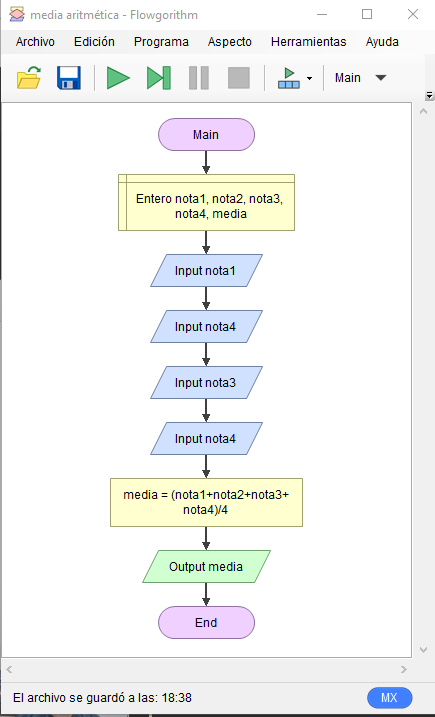 media aritmética - Flowgorithm
Archivo Edición Programa Aspecto Herramientas Ayuda
Main
Main
Entero nota1, nota2, nota3,
nota4, media
Input nota1
Input nota4
Input nota3
Input nota4
media = (nota1+nota2+nota3+
nota4)/4
Output media
End
El archivo se guardó a las: 18:38
MX